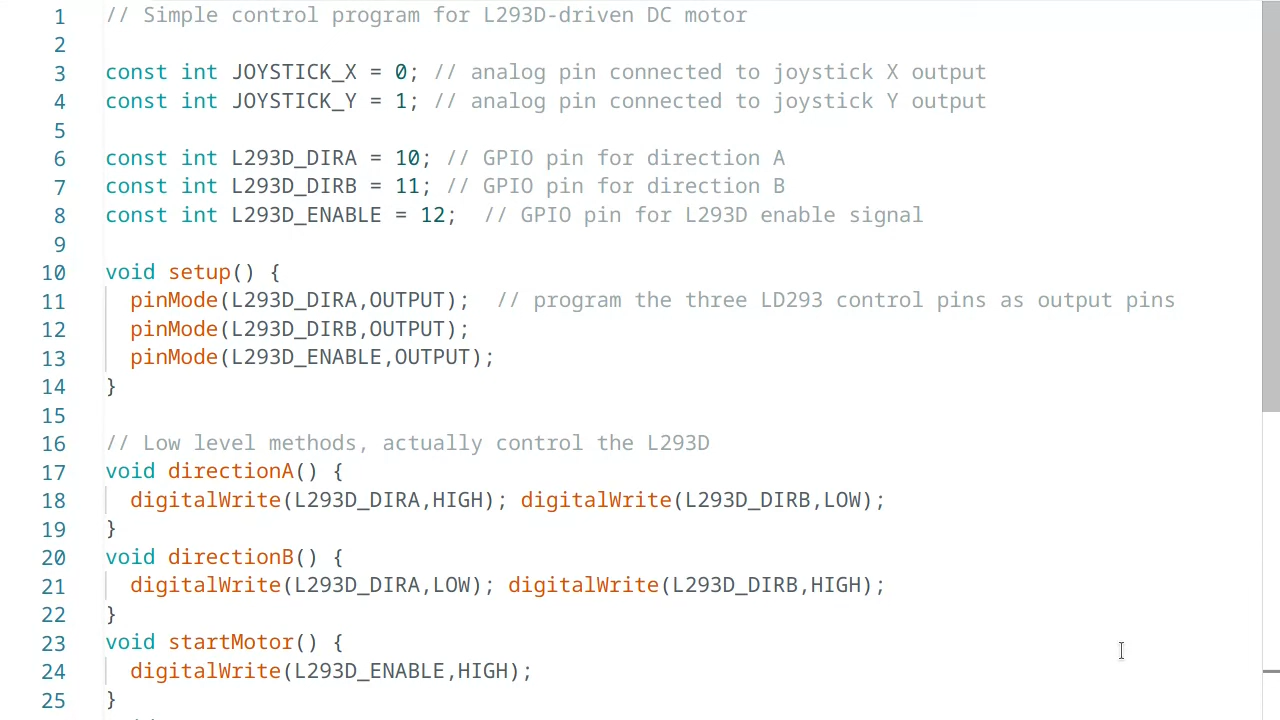 1 // Simple control program for L293D-driven DC motor
2
3 const int JOYSTICK_X = 0; // analog pin connected to joystick X output
4 const int JOYSTICK_Y = 1; // analog pin connected to joystick Y output
5
6 const int L293D_DIRA = 10; // GPIO pin for direction A
7 const int L293D_DIRB = 11; // GPIO pin for direction B
8 const int L293D_ENABLE = 12;  // GPIO pin for L293D enable signal
9
10 void setup() {
11   pinMode(L293D_DIRA,OUTPUT);  // program the three LD293 control pins as output pins
12   pinMode(L293D_DIRB,OUTPUT);
13   pinMode(L293D_ENABLE,OUTPUT);
14 }
15
16 // Low level methods, actually control the L293D
17 void directionA() {
18   digitalWrite(L293D_DIRA,HIGH); digitalWrite(L293D_DIRB,LOW);
19 }
20 void directionB() {
21   digitalWrite(L293D_DIRA,LOW); digitalWrite(L293D_DIRB,HIGH);
22 }
23 void startMotor() {
24   digitalWrite(L293D_ENABLE,HIGH);
25 }